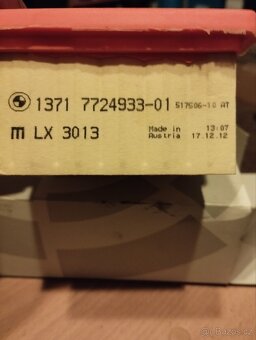 1371 7724933-01 517506-10 AT
m LX 3013 Made in 13:07
Austria 17.12.12